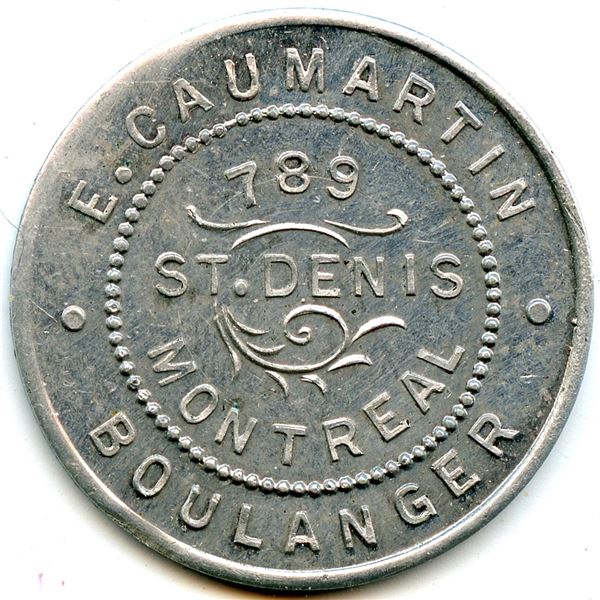 E. CAUMARTIN
789
ST. DENIS
MONTREAL
BOULANGER